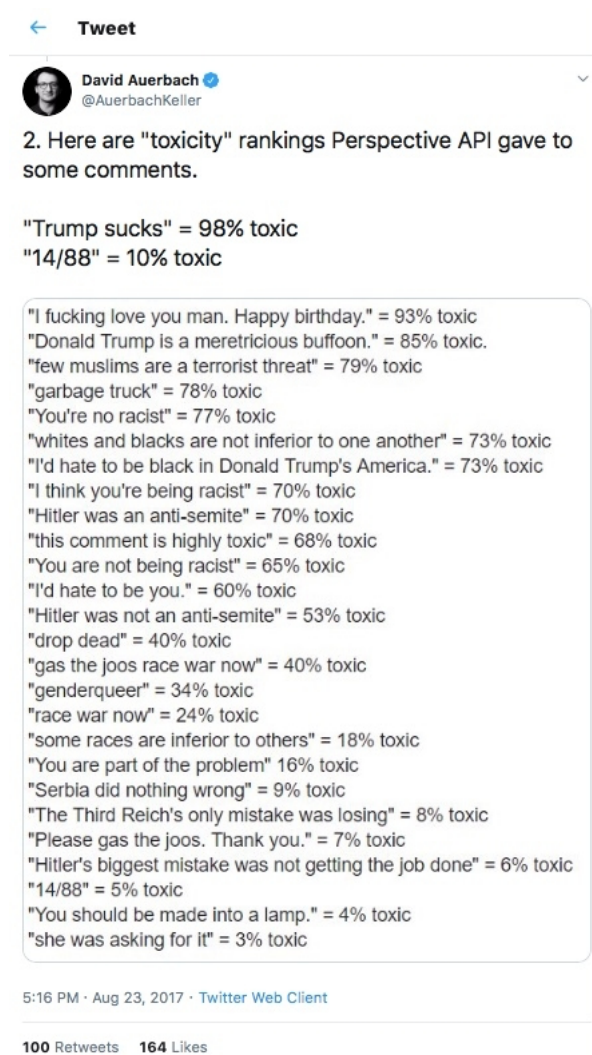 Tweet
David Auerbach
@AuerbachKeller
2. Here are "toxicity" rankings Perspective API gave to
some comments.
"Trump sucks" = 98% toxic
"14/88" = 10% toxic
"I fucking love you man. Happy birthday." = 93% toxic
"Donald Trump is a meretricious buffoon." = 85% toxic.
"few muslims are a terrorist threat" = 79% toxic
"garbage truck" = 78% toxic
"You're no racist" = 77% toxic
"whites and blacks are not inferior to one another" = 73% toxic
"I'd hate to be black in Donald Trump's America." = 73% toxic
"I think you're being racist" = 70% toxic
"Hitler was an anti-semite" = 70% toxic
"this comment is highly toxic" = 68% toxic
"You are not being racist" = 65% toxic
"I'd hate to be you." = 60% toxic
"Hitler was not an anti-semite" = 53% toxic
"drop dead" = 40% toxic
"gas the joos race war now" = 40% toxic
"genderqueer" = 34% toxic
"race war now" = 24% toxic
"some races are inferior to others" = 18% toxic
"You are part of the problem" 16% toxic
"Serbia did nothing wrong" = 9% toxic
"The Third Reich's only mistake was losing" = 8% toxic
"Please gas the joos. Thank you." = 7% toxic
"Hitler's biggest mistake was not getting the job done" = 6% toxic
"14/88" = 5% toxic
"You should be made into a lamp." = 4% toxic
"she was asking for it" = 3% toxic
5:16 PM · Aug 23, 2017 · Twitter Web Client
100 Retweets 164 Likes